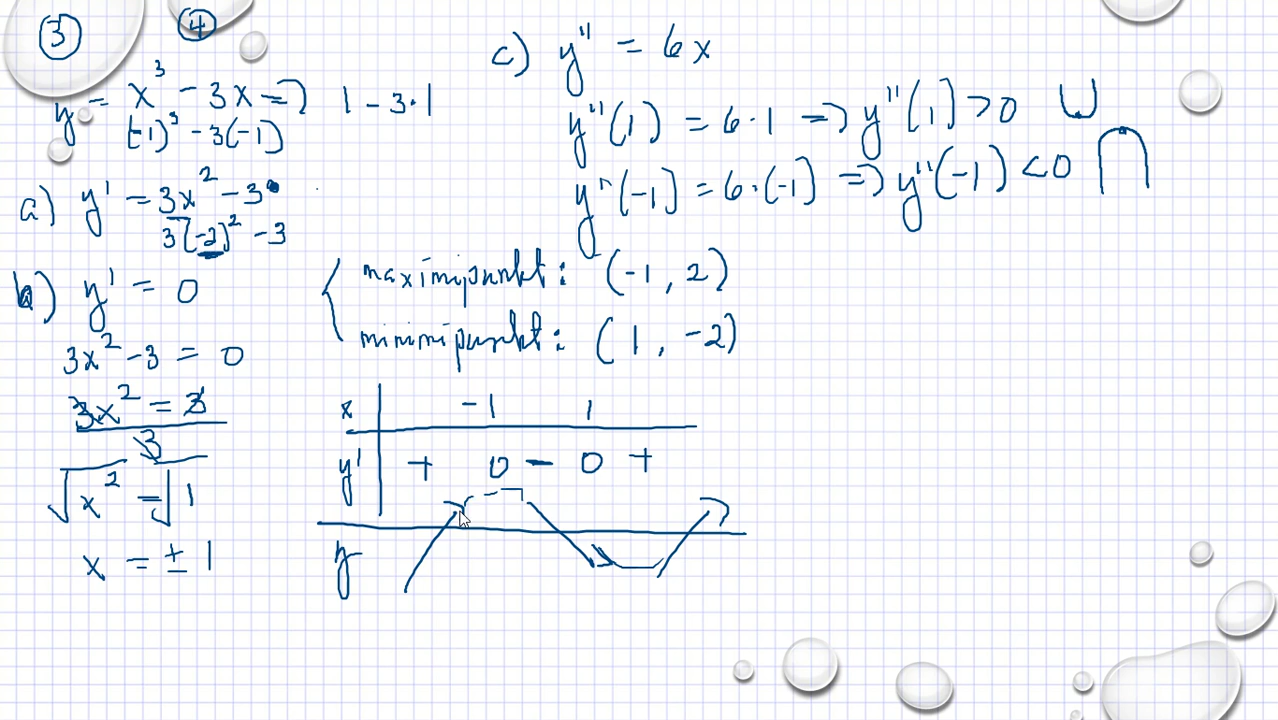 3 4
y = x³ - 3x => 1 - 3·1
(-1)³ - 3(-1)
a) y' = 3x² - 3
3(-2)² - 3
b) y' = 0
3x² - 3 = 0
3x² = 3
3
√x² = √1
x = ± 1
c) y'' = 6x
y''(1) = 6·1 => y''(1) > 0 ∪
y''(-1) = 6·(-1) => y''(-1) < 0 ∩
maximipunkt: (-1, 2)
minimipunkt: (1, -2)
x -1 1
y' + 0 - 0 +
y